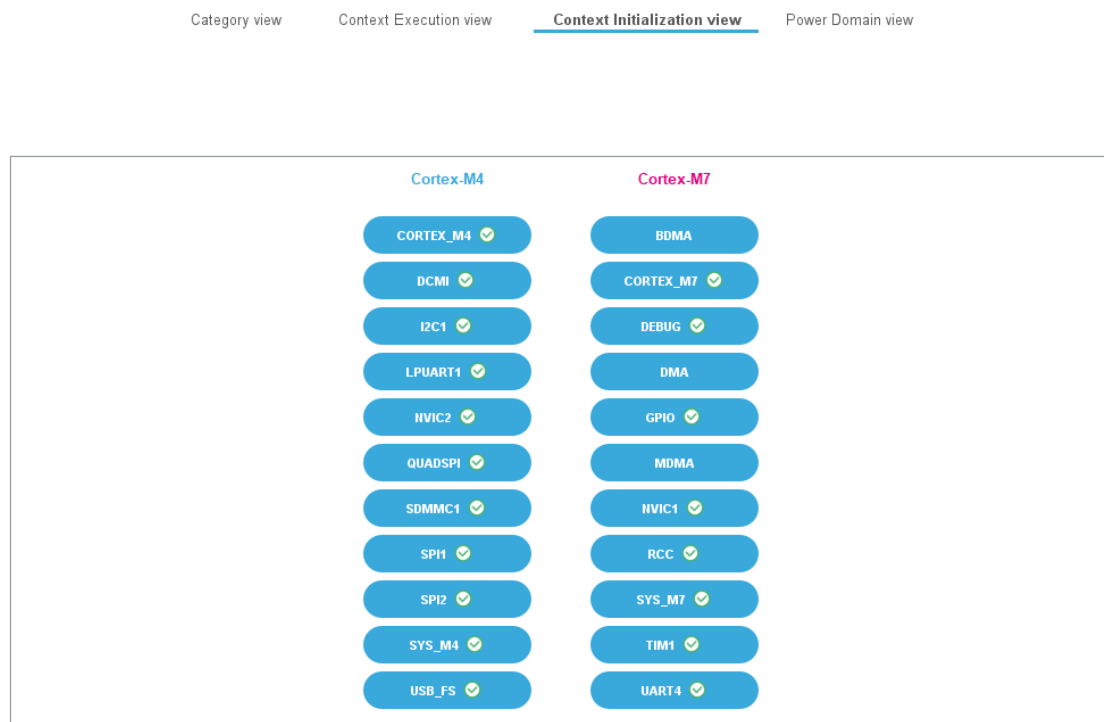 Category view Context Execution view Context Initialization view Power Domain view
Cortex-M4 Cortex-M7
CORTEX_M4 BDMA
DCMI CORTEX_M7
I2C1 DEBUG
LPUART1 DMA
NVIC2 GPIO
QUADSPI MDMA
SDMMC1 NVIC1
SPI1 RCC
SPI2 SYS_M7
SYS_M4 TIM1
USB_FS UART4